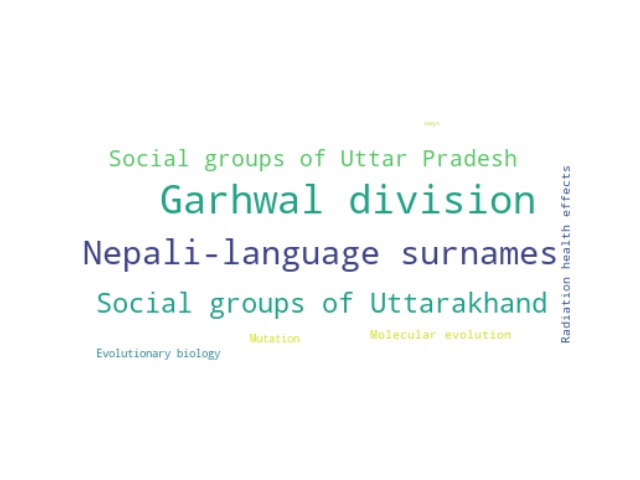 Social groups of Uttar Pradesh
Garhwal division
Nepali-language surnames
Social groups of Uttarakhand
Radiation health effects
Mutation
Molecular evolution
Evolutionary biology